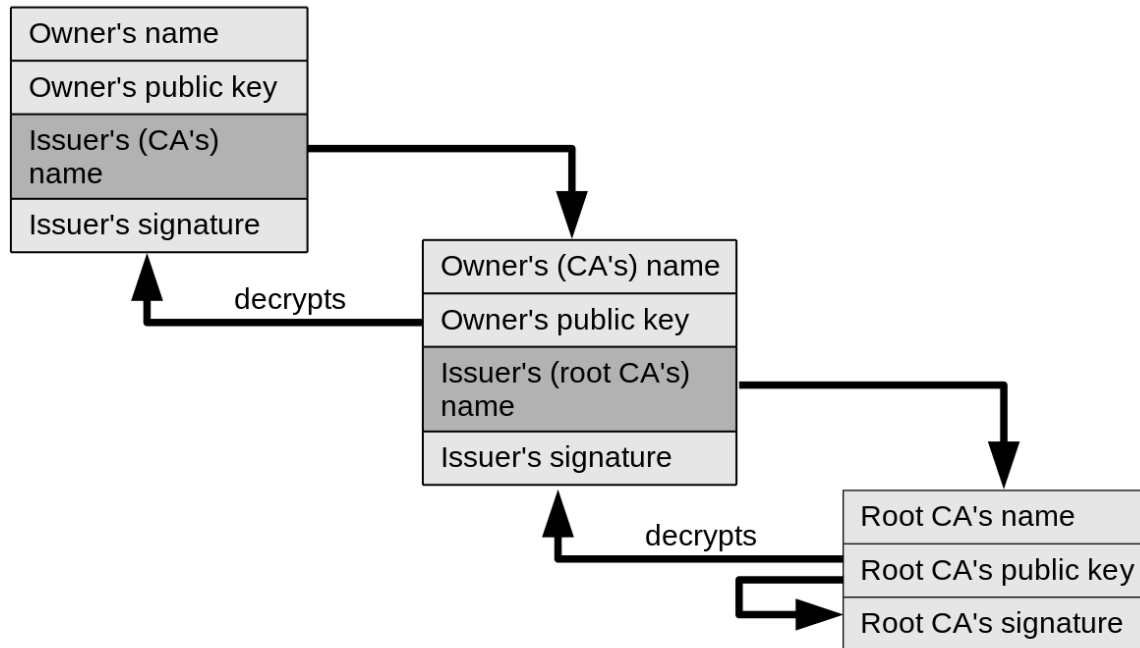 Owner's name
Owner's public key
Issuer's (CA's)
name
Issuer's signature
decrypts
Owner's (CA's) name
Owner's public key
Issuer's (root CA's)
name
Issuer's signature
decrypts
Root CA's name
Root CA's public key
Root CA's signature